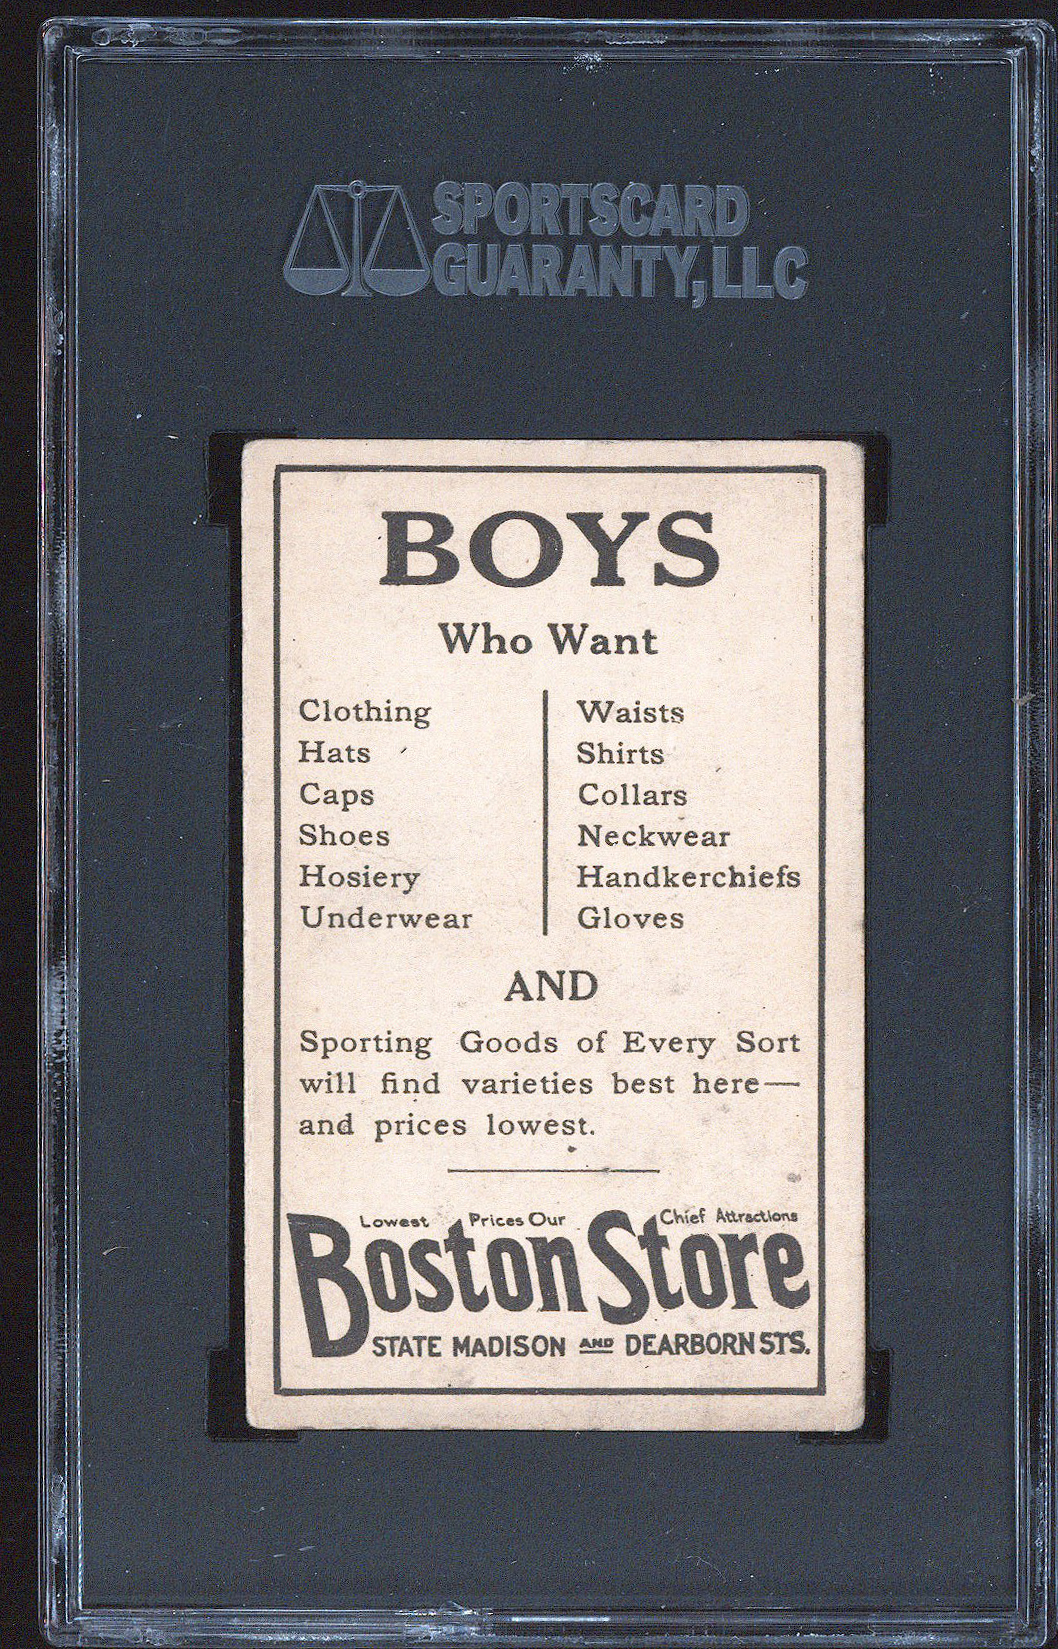 SPORTSCARD
GUARANTY, LLC
BOYS
Who Want
Clothing
Hats
Caps
Shoes
Hosiery
Underwear
Waists
Shirts
Collars
Neckwear
Handkerchiefs
Gloves
AND
Sporting Goods of Every Sort
will find varieties best here—
and prices lowest.
Lowest Prices Our Chief Attractions
Boston Store
STATE MADISON AND DEARBORN STS.